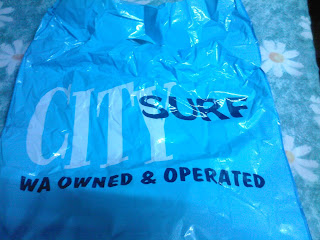 CITY SURF
WA OWNED & OPERATED